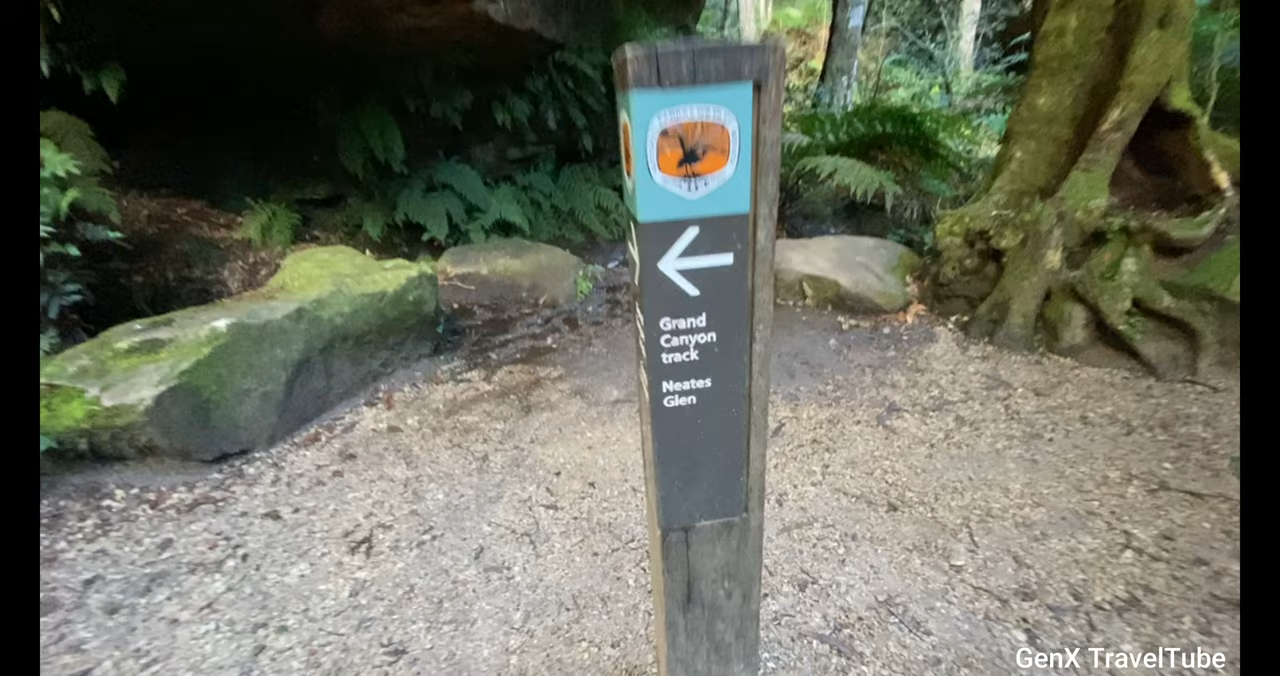 Grand
Canyon
track
Neates
Glen
GenX TravelTube